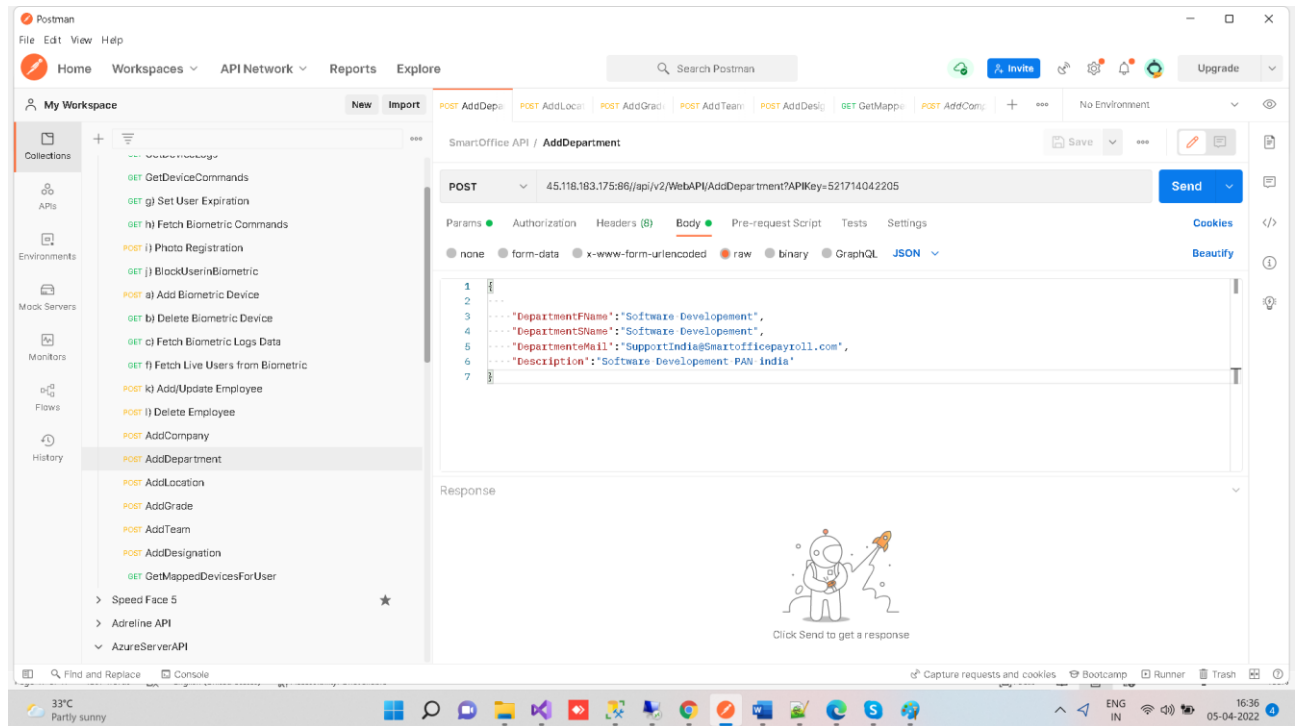 Postman
File Edit View Help
Home Workspaces API Network Reports Explore
Search Postman
Invite
Upgrade
My Workspace New Import
POST AddDepa POST AddLocat POST AddGrade POST AddTeam POST AddDesig GET GetMappe POST AddComp
No Environment
Collections
APIs
Environments
Mock Servers
Monitors
Flows
History
GET GetDeviceLogs
GET GetDeviceCommands
GET g) Set User Expiration
GET h) Fetch Biometric Commands
POST i) Photo Registration
GET j) BlockUserinBiometric
POST a) Add Biometric Device
GET b) Delete Biometric Device
GET c) Fetch Biometric Logs Data
GET f) Fetch Live Users from Biometric
POST k) Add/Update Employee
POST l) Delete Employee
POST AddCompany
POST AddDepartment
POST AddLocation
POST AddGrade
POST AddTeam
POST AddDesignation
GET GetMappedDevicesForUser
Speed Face 5
Adreline API
AzureServerAPI
SmartOffice API / AddDepartment
Save
POST 45.118.183.175:86//api/v2/WebAPI/AddDepartment?APIKey=521714042205
Send
Params Authorization Headers (8) Body Pre-request Script Tests Settings
Cookies
none form-data x-www-form-urlencoded raw binary GraphQL JSON
Beautify
1 {
2
3 "DepartmentFName":"Software Developement",
4 "DepartmentSName":"Software Developement",
5 "DepartmenteMail":"SupportIndia@Smartofficepayroll.com",
6 "Description":"Software Developement PAN india"
7 }
Response
Click Send to get a response
Find and Replace Console
Capture requests and cookies Bootcamp Runner Trash
33°C
Partly sunny
ENG
IN
16:36
05-04-2022
4